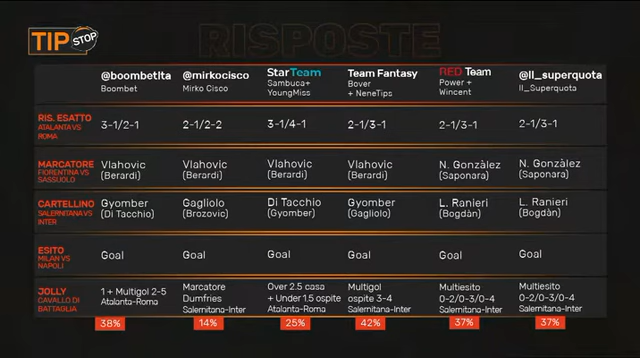 TIP STOP
RISPOSTE
@boombetita @mirkocisco StarTeam Team Fantasy RED Team @il_superquota
Boombet Mirko Cisco Sambuca+ YoungMiss Bover + NeneTips Power + Wincent Il_Superquota
RIS. ESATTO ATALANTA VS ROMA 3-1/2-1 2-1/2-2 3-1/4-1 2-1/3-1 2-1/3-1 2-1/3-1
MARCATORE FIORENTINA VS SASSUOLO Vlahovic (Berardi) Vlahovic (Berardi) Vlahovic (Berardi) Vlahovic (Berardi) N. Gonzàlez (Saponara) N. Gonzàlez (Saponara)
CARTELLINO SALERNITANA VS INTER Gyomber (Di Tacchio) Gagliolo (Brozovic) Di Tacchio (Gyomber) Gyomber (Gagliolo) L. Ranieri (Bogdàn) L. Ranieri (Bogdàn)
ESITO MILAN VS NAPOLI Goal Goal Goal Goal Goal Goal
JOLLY CAVALLO DI BATTAGLIA 1 + Multigol 2-5 Atalanta-Roma Marcatore Dumfries Salernitana-Inter Over 2.5 casa + Under 1.5 ospite Atalanta-Roma Multigol ospite 3-4 Salernitana-Inter Multiesito 0-2/0-3/0-4 Salernitana-Inter Multiesito 0-2/0-3/0-4 Salernitana-Inter
38% 14% 25% 42% 37% 37%